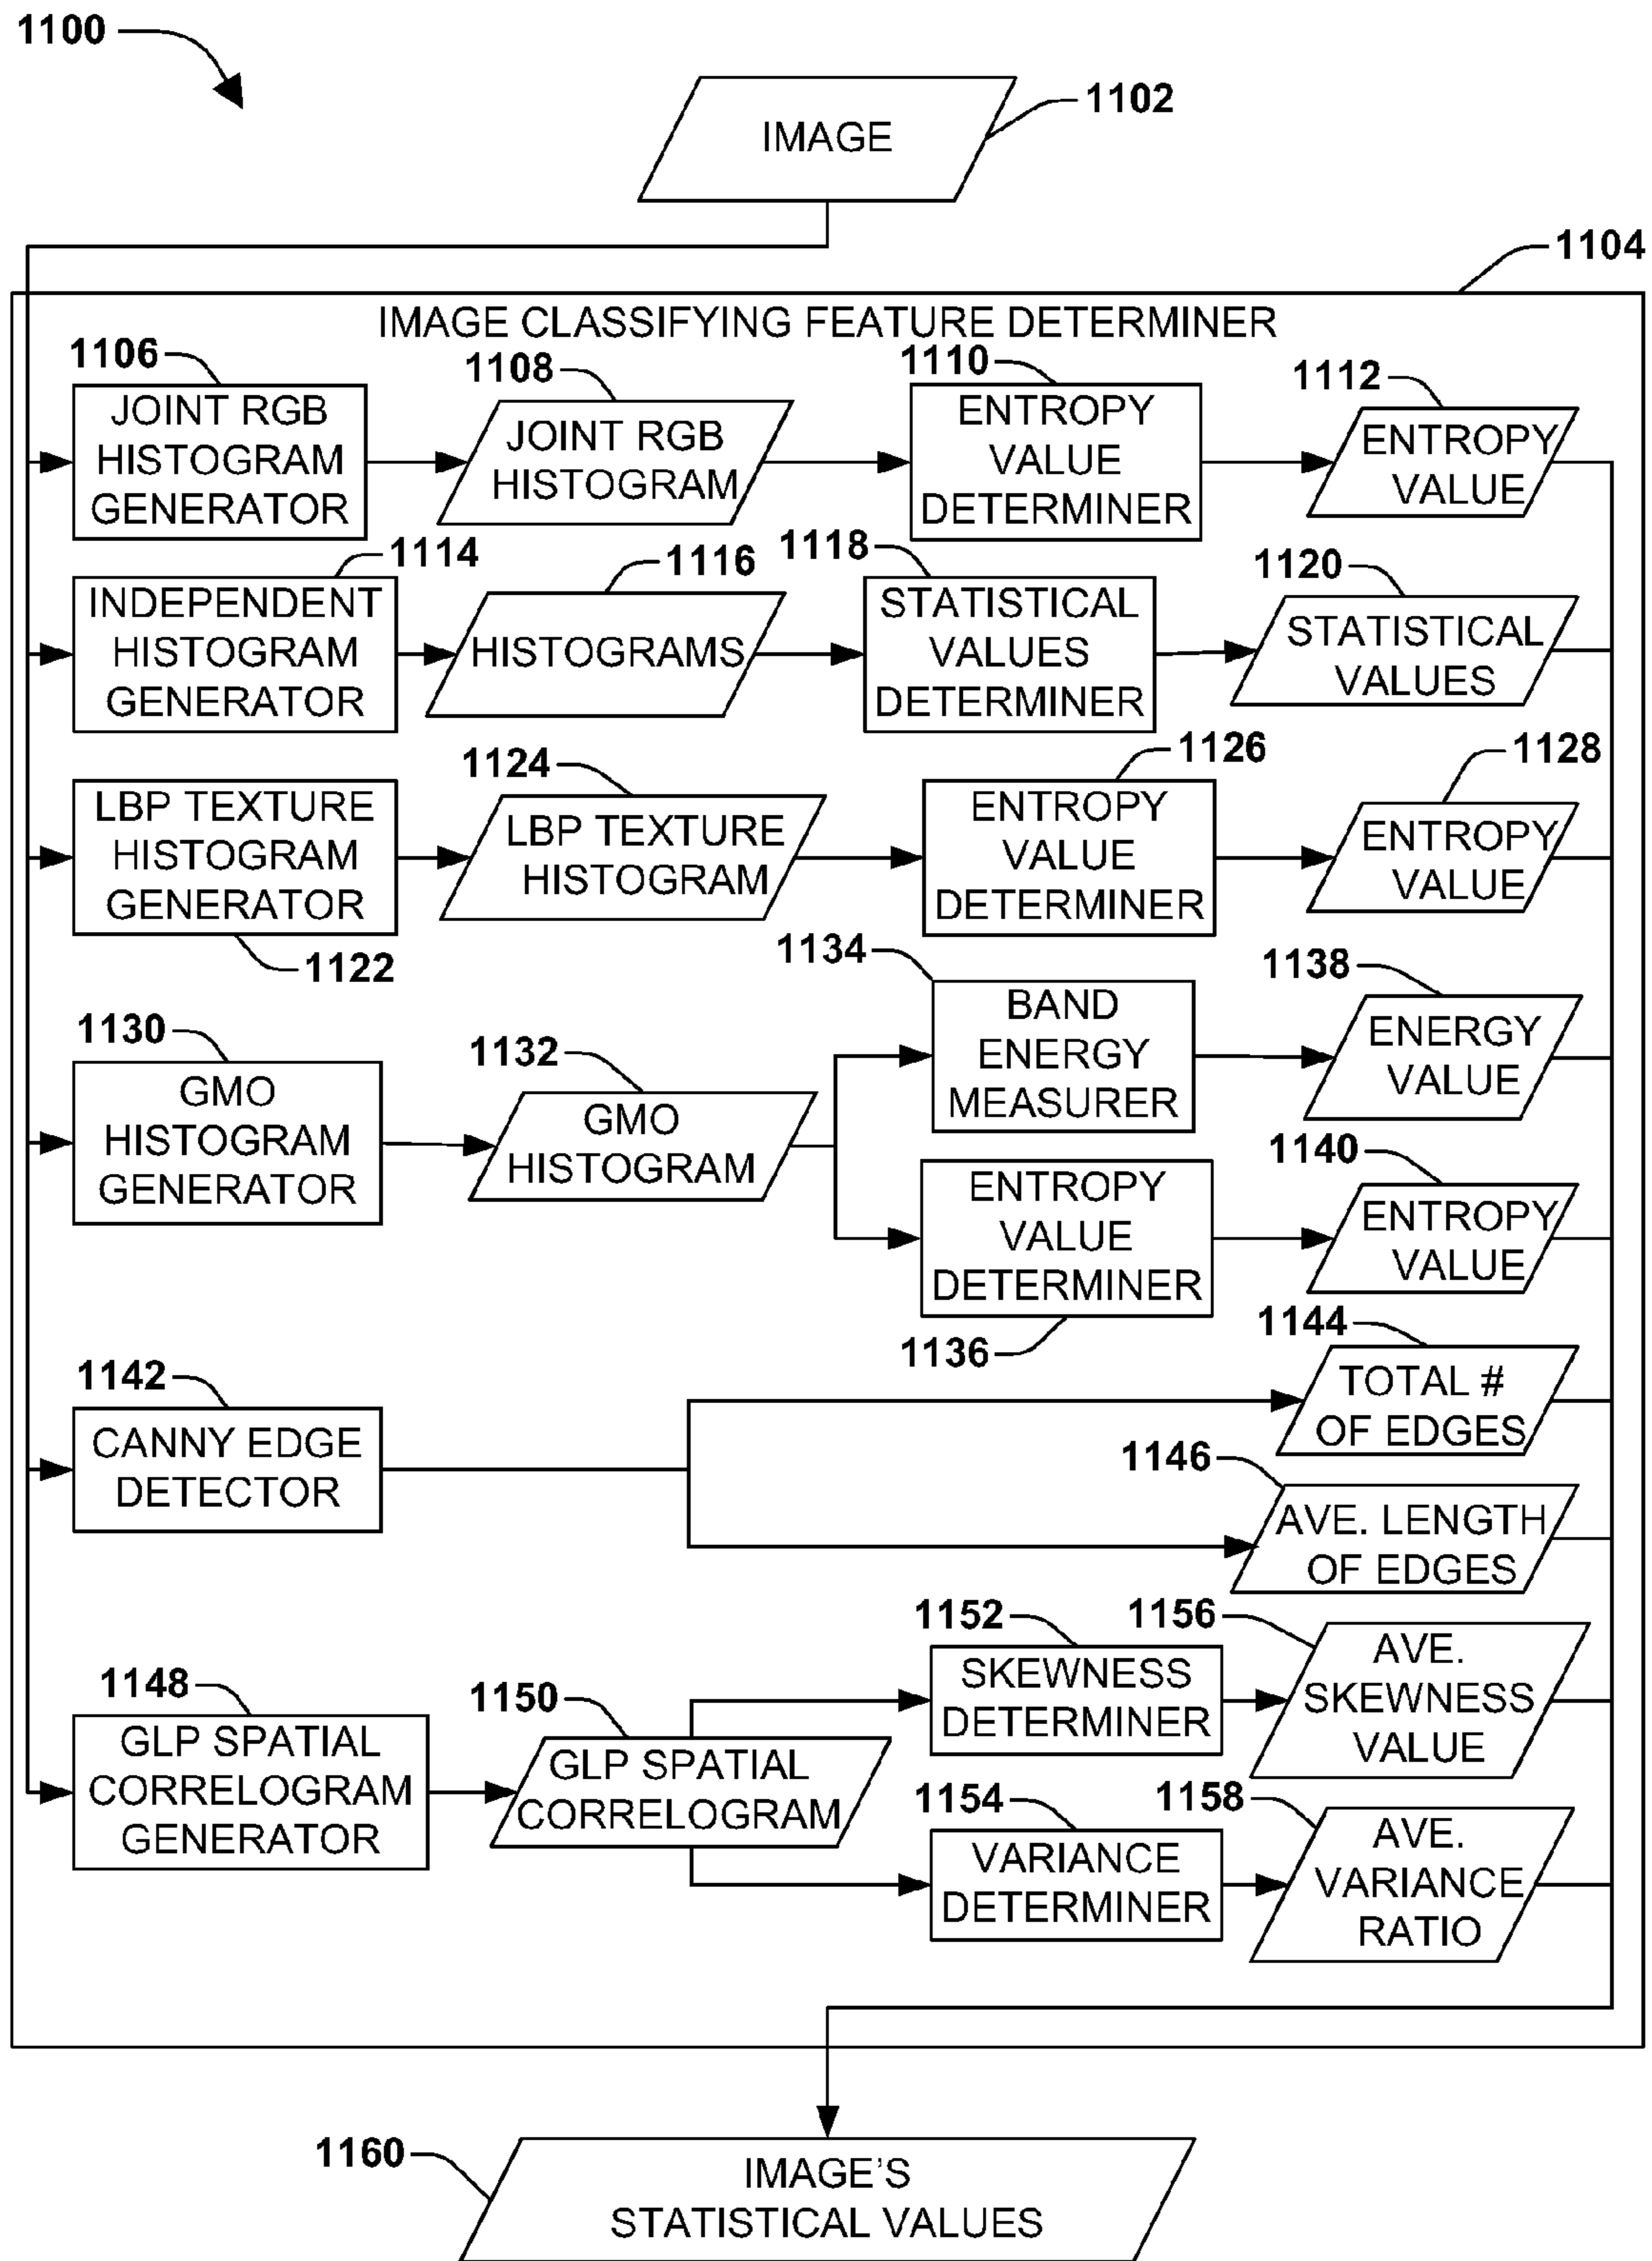 1100
1102
IMAGE
1104
IMAGE CLASSIFYING FEATURE DETERMINER
1106
JOINT RGB
HISTOGRAM
GENERATOR
1108
JOINT RGB
HISTOGRAM
1110
ENTROPY
VALUE
DETERMINER
1112
ENTROPY
VALUE
1114
INDEPENDENT
HISTOGRAM
GENERATOR
1116
HISTOGRAMS
1118
STATISTICAL
VALUES
DETERMINER
1120
STATISTICAL
VALUES
LBP TEXTURE
HISTOGRAM
GENERATOR
1122
1124
LBP TEXTURE
HISTOGRAM
1126
ENTROPY
VALUE
DETERMINER
1128
ENTROPY
VALUE
1130
GMO
HISTOGRAM
GENERATOR
1132
GMO
HISTOGRAM
1134
BAND
ENERGY
MEASURER
1138
ENERGY
VALUE
ENTROPY
VALUE
DETERMINER
1136
1140
ENTROPY
VALUE
1142
CANNY EDGE
DETECTOR
1144
TOTAL #
OF EDGES
1146
AVE. LENGTH
OF EDGES
1148
GLP SPATIAL
CORRELOGRAM
GENERATOR
1150
GLP SPATIAL
CORRELOGRAM
1152
SKEWNESS
DETERMINER
1156
AVE.
SKEWNESS
VALUE
1154
VARIANCE
DETERMINER
1158
AVE.
VARIANCE
RATIO
1160
IMAGE'S
STATISTICAL VALUES